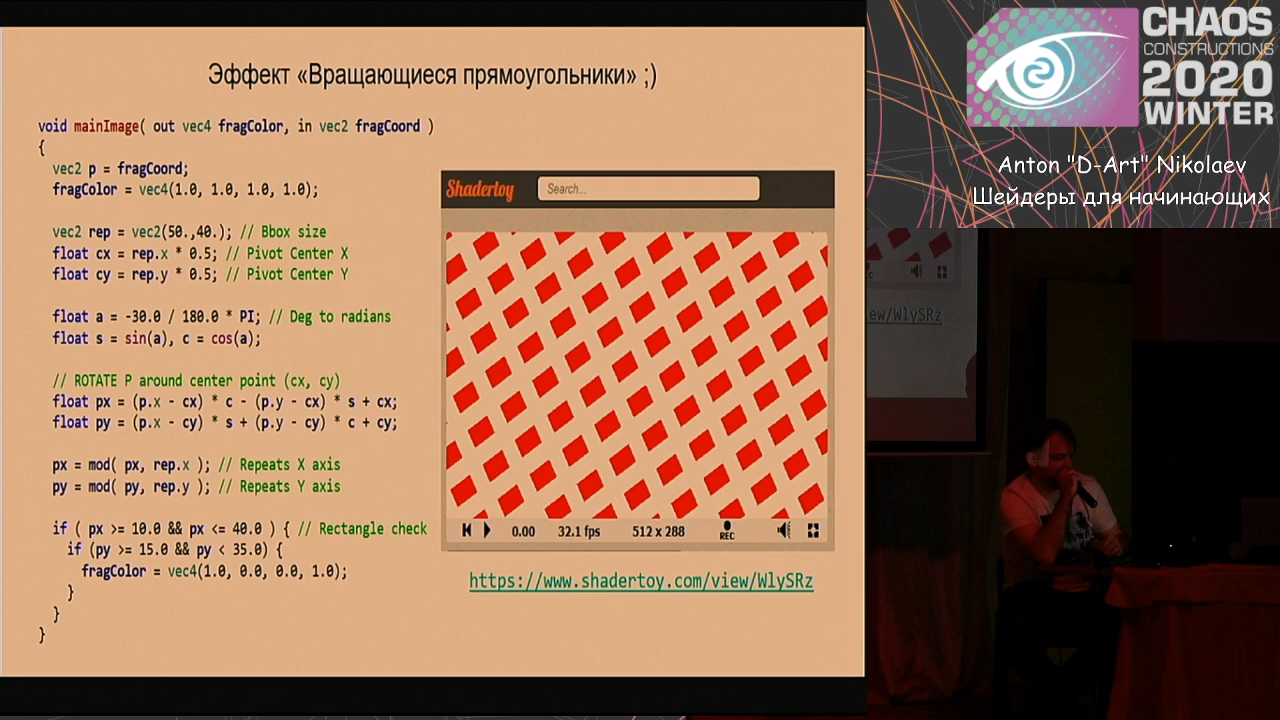 Эффект «Вращающиеся прямоугольники» ;)
void mainImage( out vec4 fragColor, in vec2 fragCoord )
{
vec2 p = fragCoord;
fragColor = vec4(1.0, 1.0, 1.0, 1.0);
vec2 rep = vec2(50.,40.); // Bbox size
float cx = rep.x * 0.5; // Pivot Center X
float cy = rep.y * 0.5; // Pivot Center Y
float a = -30.0 / 180.0 * PI; // Deg to radians
float s = sin(a), c = cos(a);
// ROTATE P around center point (cx, cy)
float px = (p.x - cx) * c - (p.y - cx) * s + cx;
float py = (p.x - cy) * s + (p.y - cy) * c + cy;
px = mod( px, rep.x ); // Repeats X axis
py = mod( py, rep.y ); // Repeats Y axis
if ( px >= 10.0 && px <= 40.0 ) { // Rectangle check
if (py >= 15.0 && py < 35.0) {
fragColor = vec4(1.0, 0.0, 0.0, 1.0);
}
}
}
Shadertoy
Search...
0.00 32.1 fps 512 x 288 REC
https://www.shadertoy.com/view/WlySRz
CHAOS
CONSTRUCTIONS
2020
WINTER
Anton "D-Art" Nikolaev
Шейдеры для начинающих
ew/WlySRz